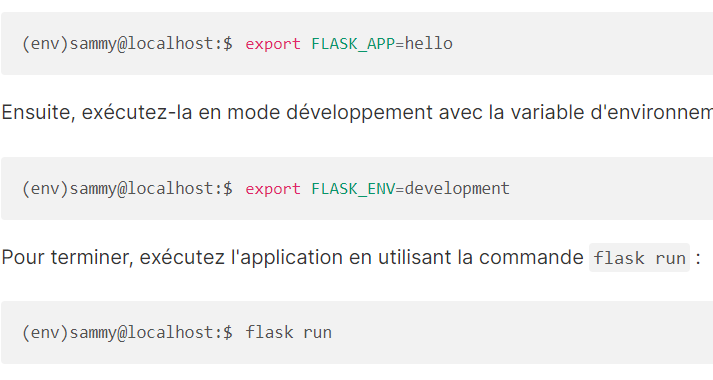 (env)sammy@localhost:$ export FLASK_APP=hello
Ensuite, exécutez-la en mode développement avec la variable
(env)sammy@localhost:$ export FLASK_ENV=development
Pour terminer, exécutez l'application en utilisant la commande flask run :
(env)sammy@localhost:$ flask run